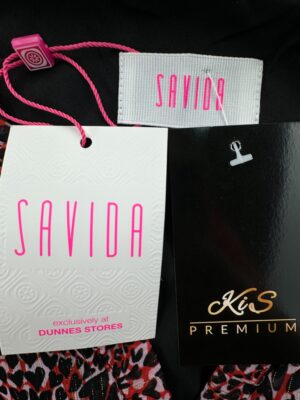 SAVIDA
SAVIDA
exclusively at
DUNNES STORES
KiS
PREMIUM